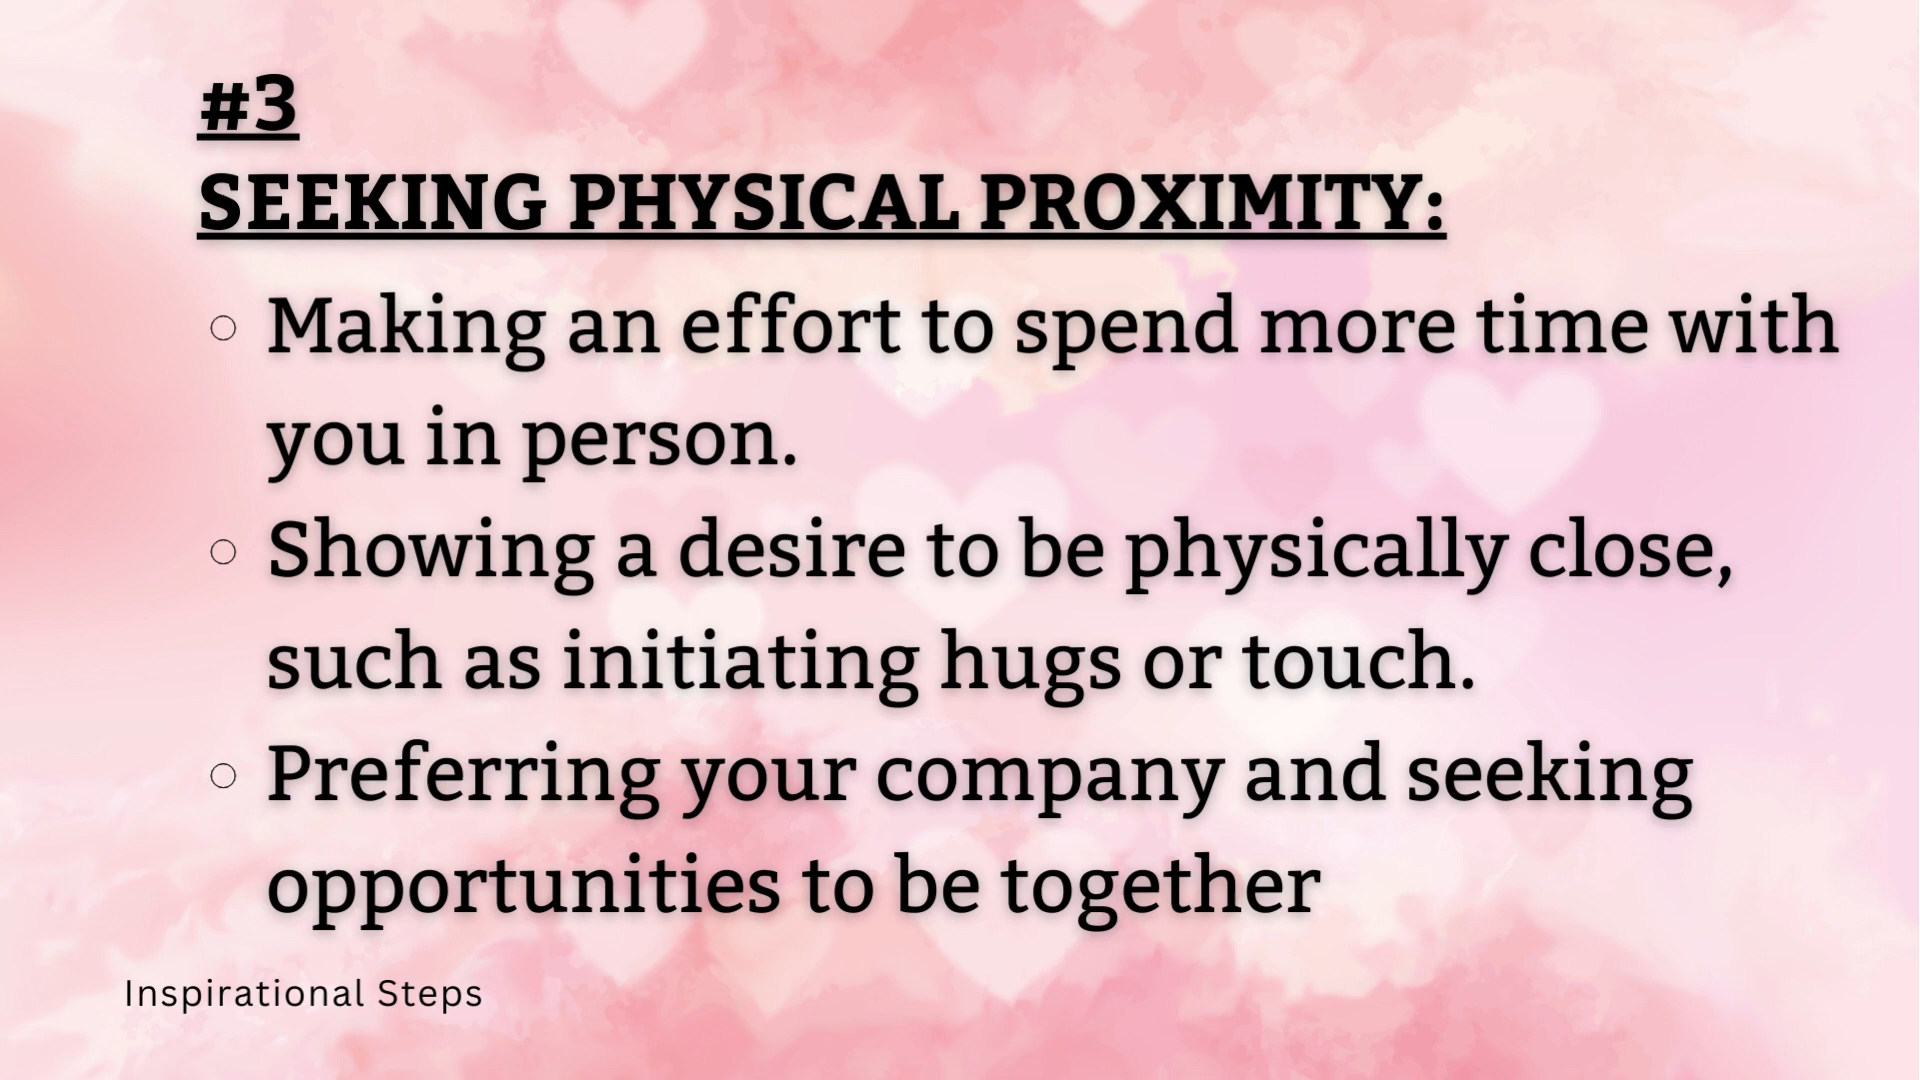 #3
SEEKING PHYSICAL PROXIMITY:
○ Making an effort to spend more time with
you in person.
○ Showing a desire to be physically close,
such as initiating hugs or touch.
○ Preferring your company and seeking
opportunities to be together
Inspirational Steps